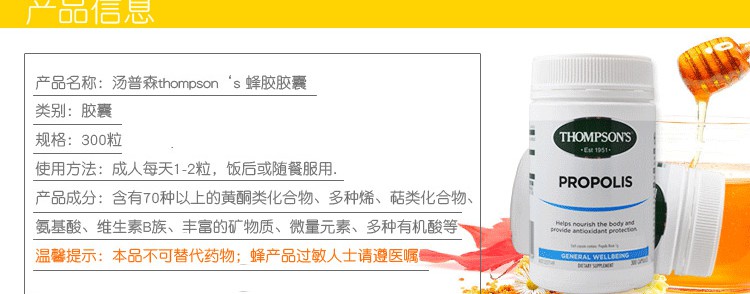 产品信息
产品名称：汤普森thompson‘s 蜂胶胶囊
类别：胶囊
规格：300粒
使用方法：成人每天1-2粒，饭后或随餐服用.
产品成分：含有70种以上的黄酮类化合物、多种烯、萜类化合物、
氨基酸、维生素B族、丰富的矿物质、微量元素、多种有机酸等
温馨提示：本品不可替代药物；蜂产品过敏人士请遵医嘱
THOMPSON'S
Est 1951
PROPOLIS
Helps nourish the body and
provide antioxidant protection.
GENERAL WELLBEING
DIETARY SUPPLEMENT
300 CAPSULES